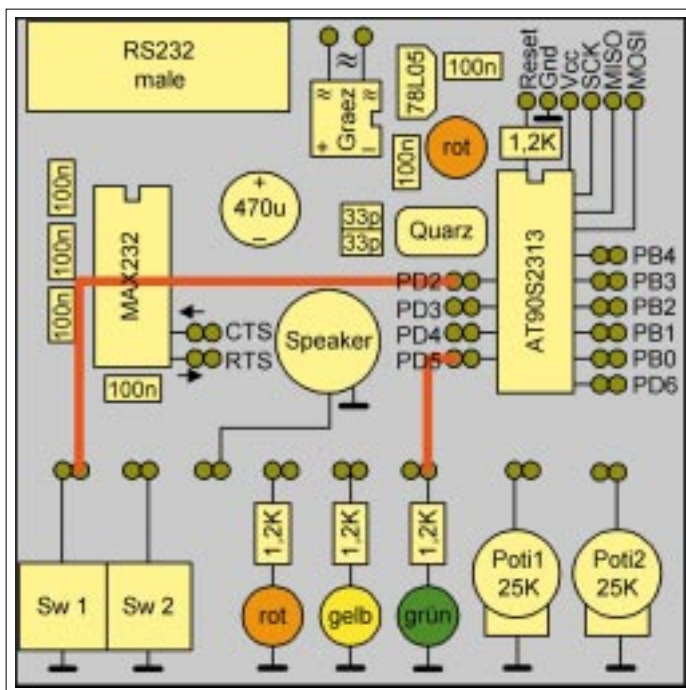 RS232
male
≈
≈
≈
Graez
+
−
78L05
100n
Reset
Gnd
Vcc
SCK
MISO
MOSI
100n
rot
1,2K
100n
100n
100n
MAX232
+
470u
−
33p
33p
Quarz
AT90S2313
PB4
PD2
PB3
PD3
PB2
PD4
PB1
PD5
PB0
PD6
CTS
RTS
Speaker
100n
1,2K
1,2K
1,2K
Sw 1
Sw 2
rot
gelb
grün
Poti1
25K
Poti2
25K